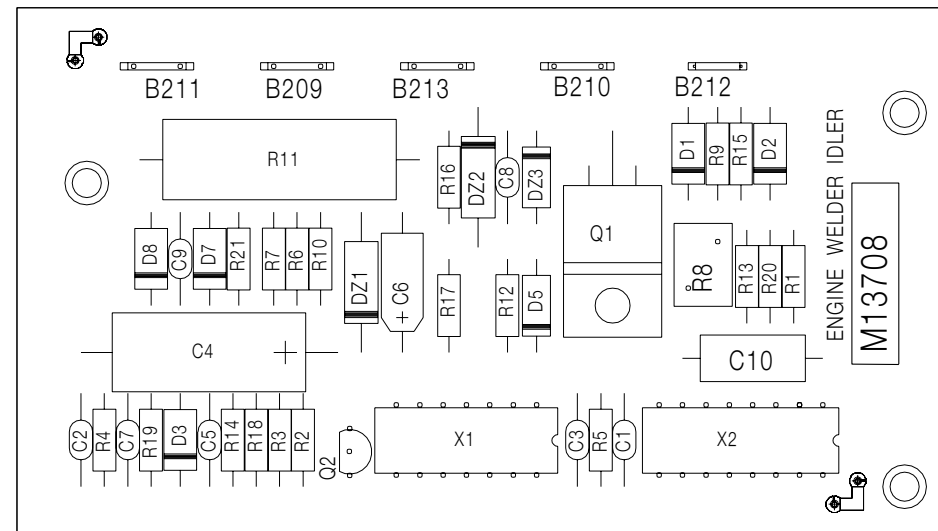 B211 B209 B213 B210 B212
R11
R16 DZ2 C8 DZ3
D1 R9 R15 D2
Q1
D8 C9 D7 R21 R7 R6 R10 DZ1 C6 +
R17 R12 D5
R8 R13 R20 R1
ENGINE WELDER IDLER
M13708
C4 +
C10
C2 R4 C7 R19 D3 C5 R14 R18 R3 R2 Q2
X1
C3 R5 C1
X2